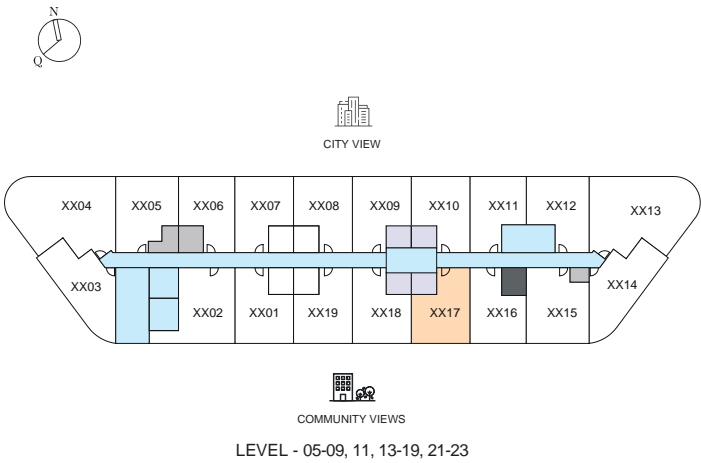 N
Q
CITY VIEW
XX04 XX05 XX06 XX07 XX08 XX09 XX10 XX11 XX12 XX13
XX03 XX14
XX02 XX01 XX19 XX18 XX17 XX16 XX15
COMMUNITY VIEWS
LEVEL - 05-09, 11, 13-19, 21-23